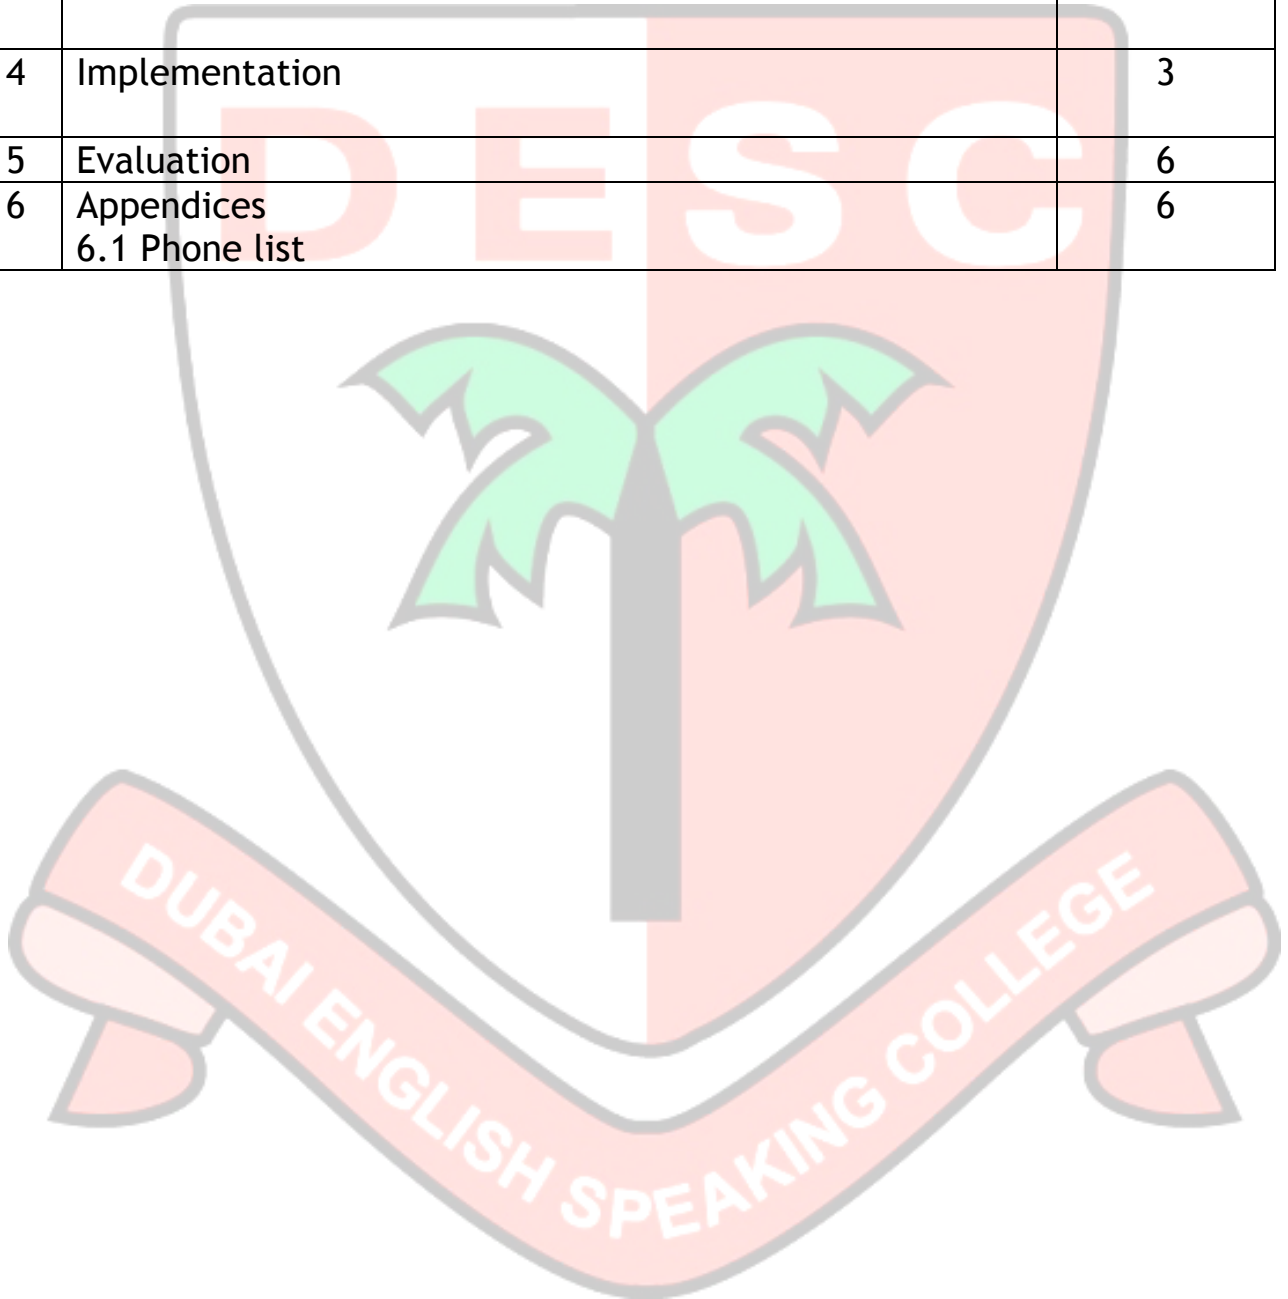 4 Implementation 3
5 Evaluation 6
6 Appendices 6
6.1 Phone list
DESC
DUBAI ENGLISH SPEAKING COLLEGE